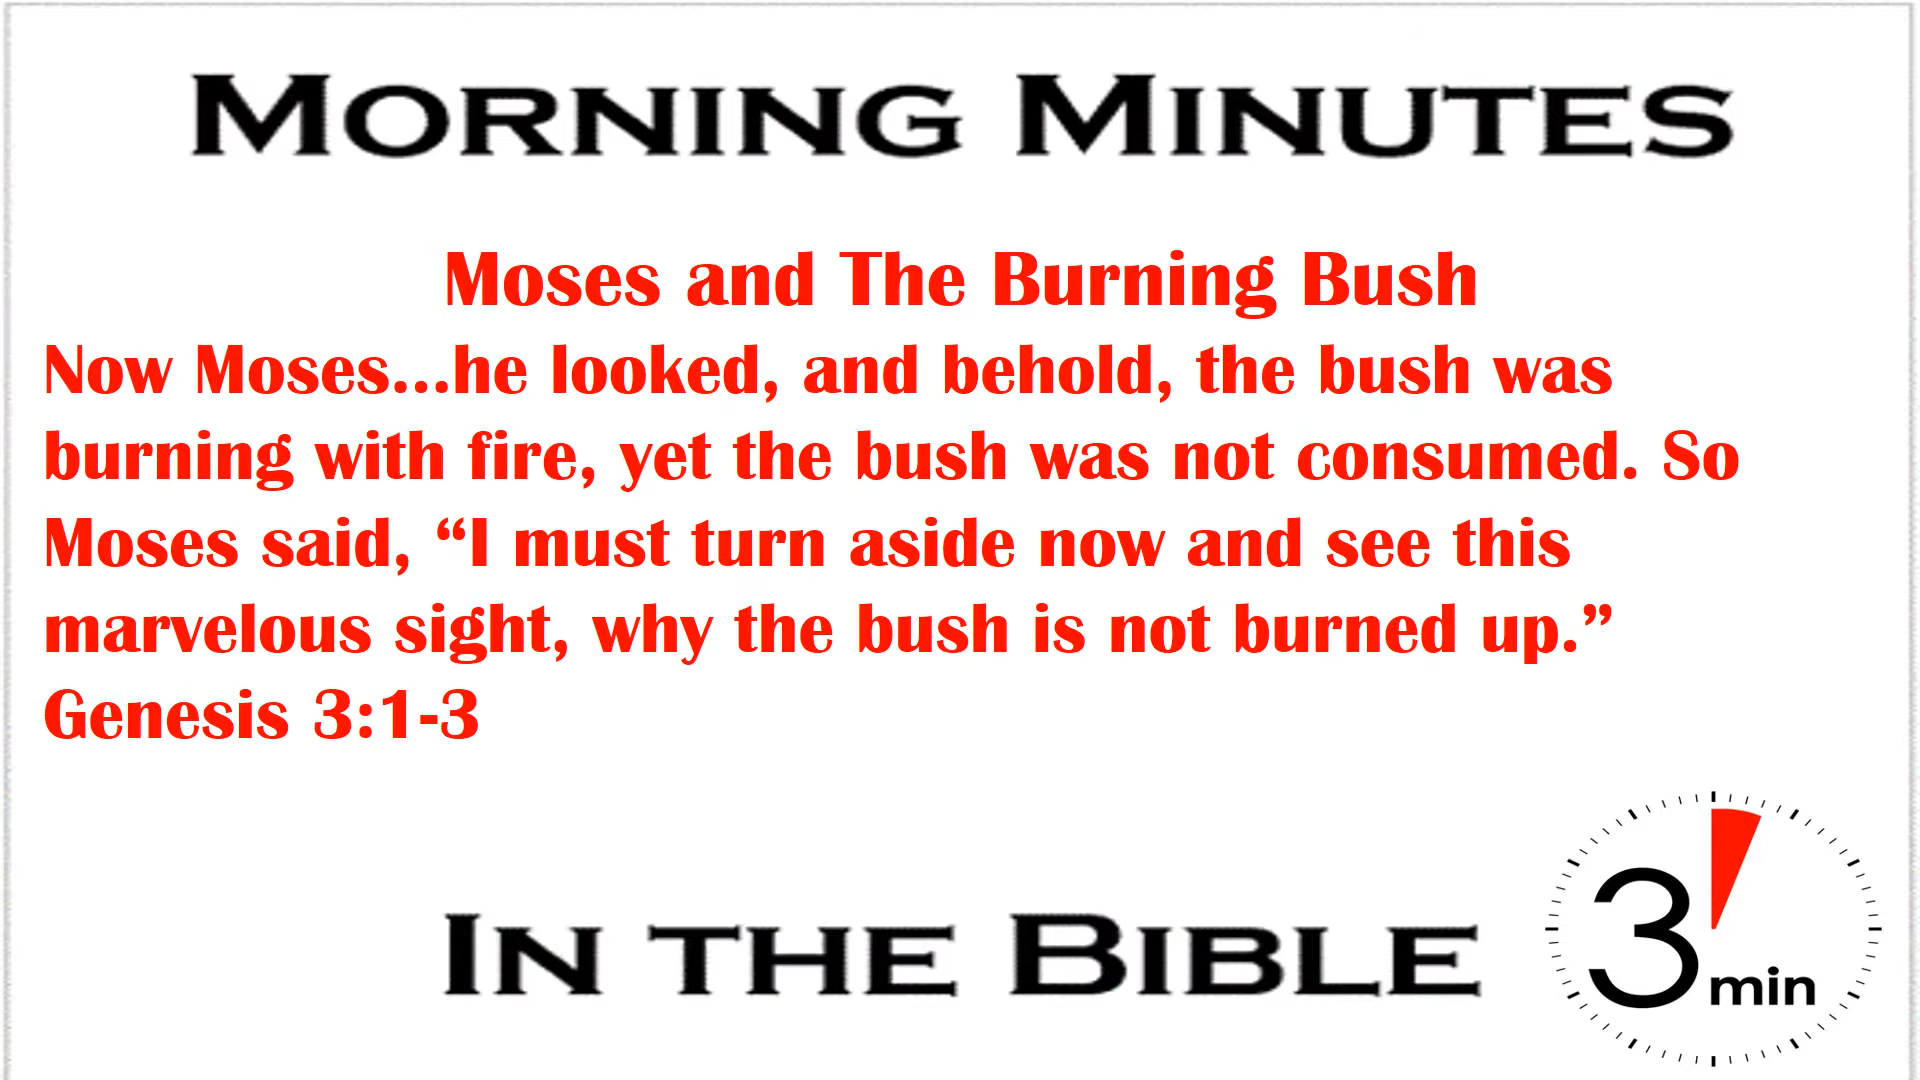 MORNING MINUTES
Moses and The Burning Bush
Now Moses...he looked, and behold, the bush was
burning with fire, yet the bush was not consumed. So
Moses said, “I must turn aside now and see this
marvelous sight, why the bush is not burned up.”
Genesis 3:1-3
IN THE BIBLE
3 min